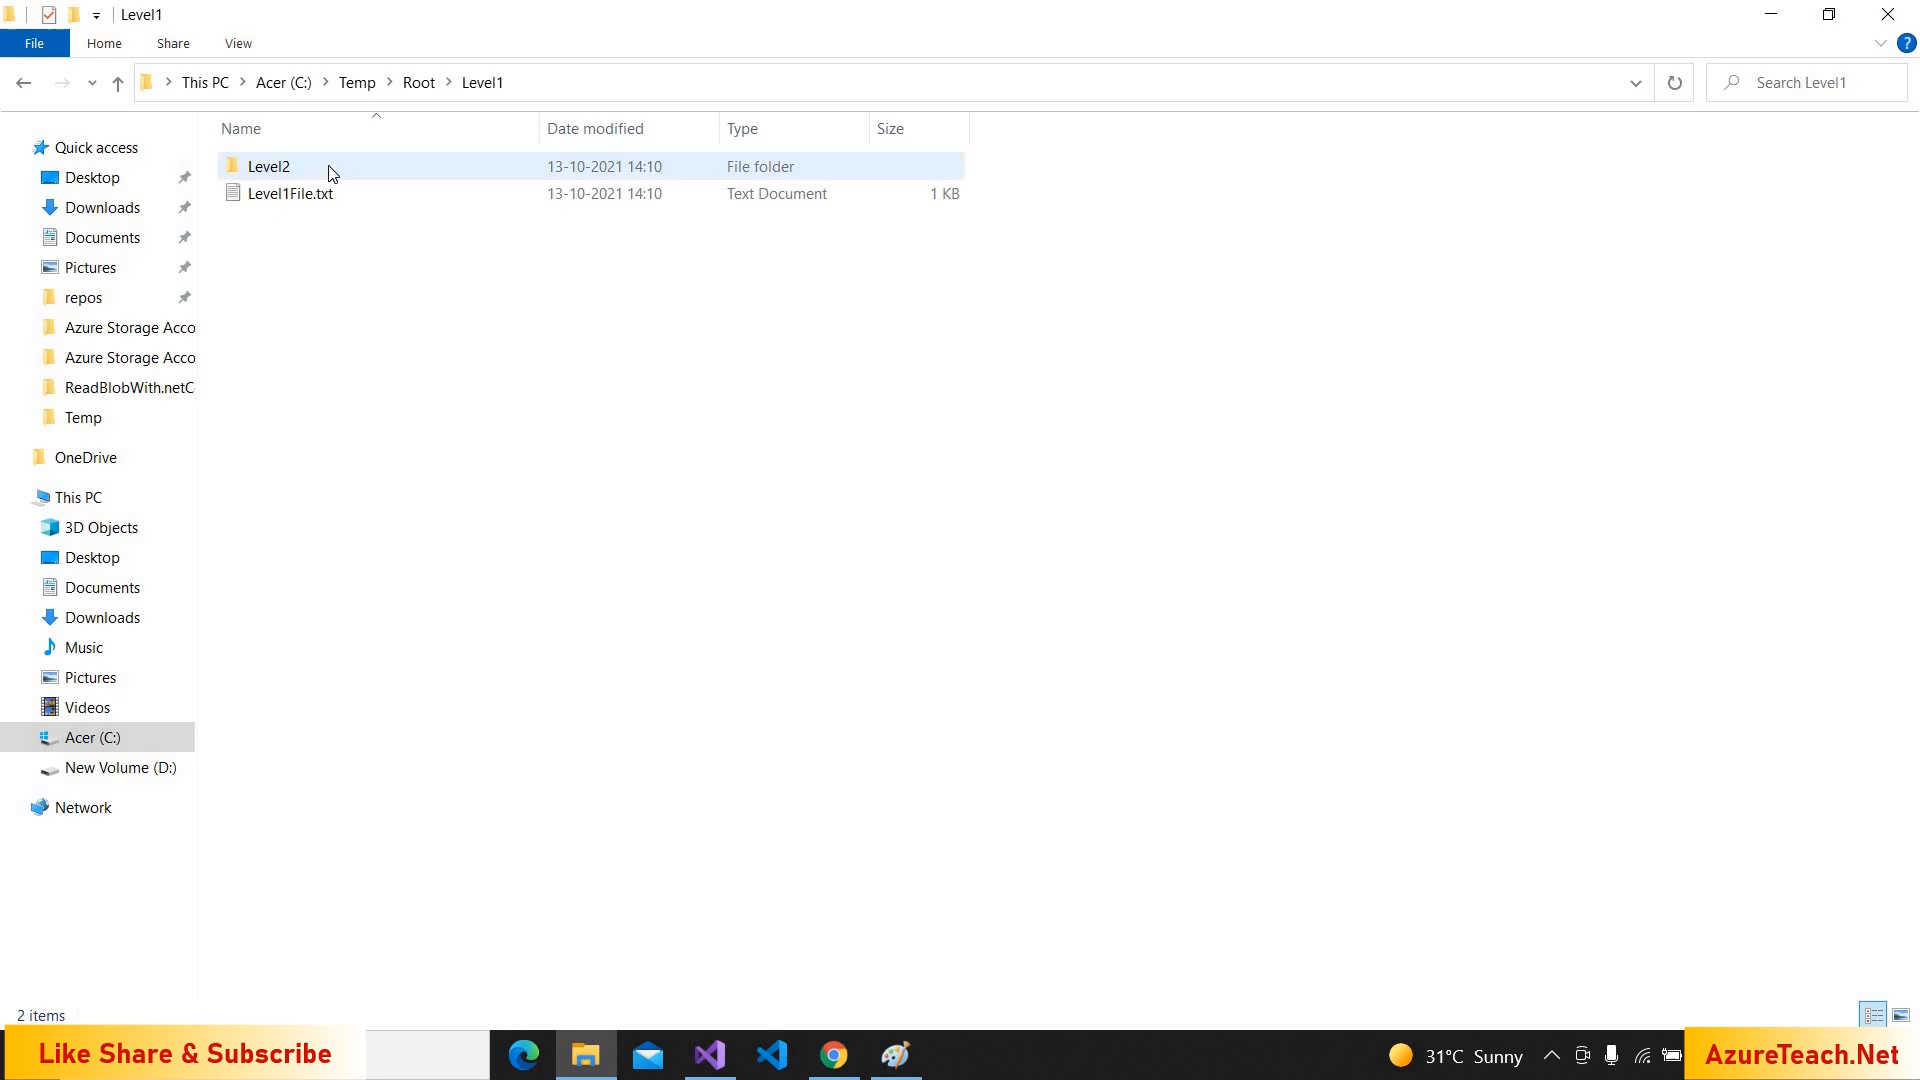 Level1
File Home Share View
This PC Acer (C:) Temp Root Level1
Search Level1
Name Date modified Type Size
Level2 13-10-2021 14:10 File folder
Level1File.txt 13-10-2021 14:10 Text Document 1 KB
Quick access
Desktop
Downloads
Documents
Pictures
repos
Azure Storage Acco
Azure Storage Acco
ReadBlobWith.netC
Temp
OneDrive
This PC
3D Objects
Desktop
Documents
Downloads
Music
Pictures
Videos
Acer (C:)
New Volume (D:)
Network
2 items
Like Share & Subscribe
31°C Sunny
AzureTeach.Net